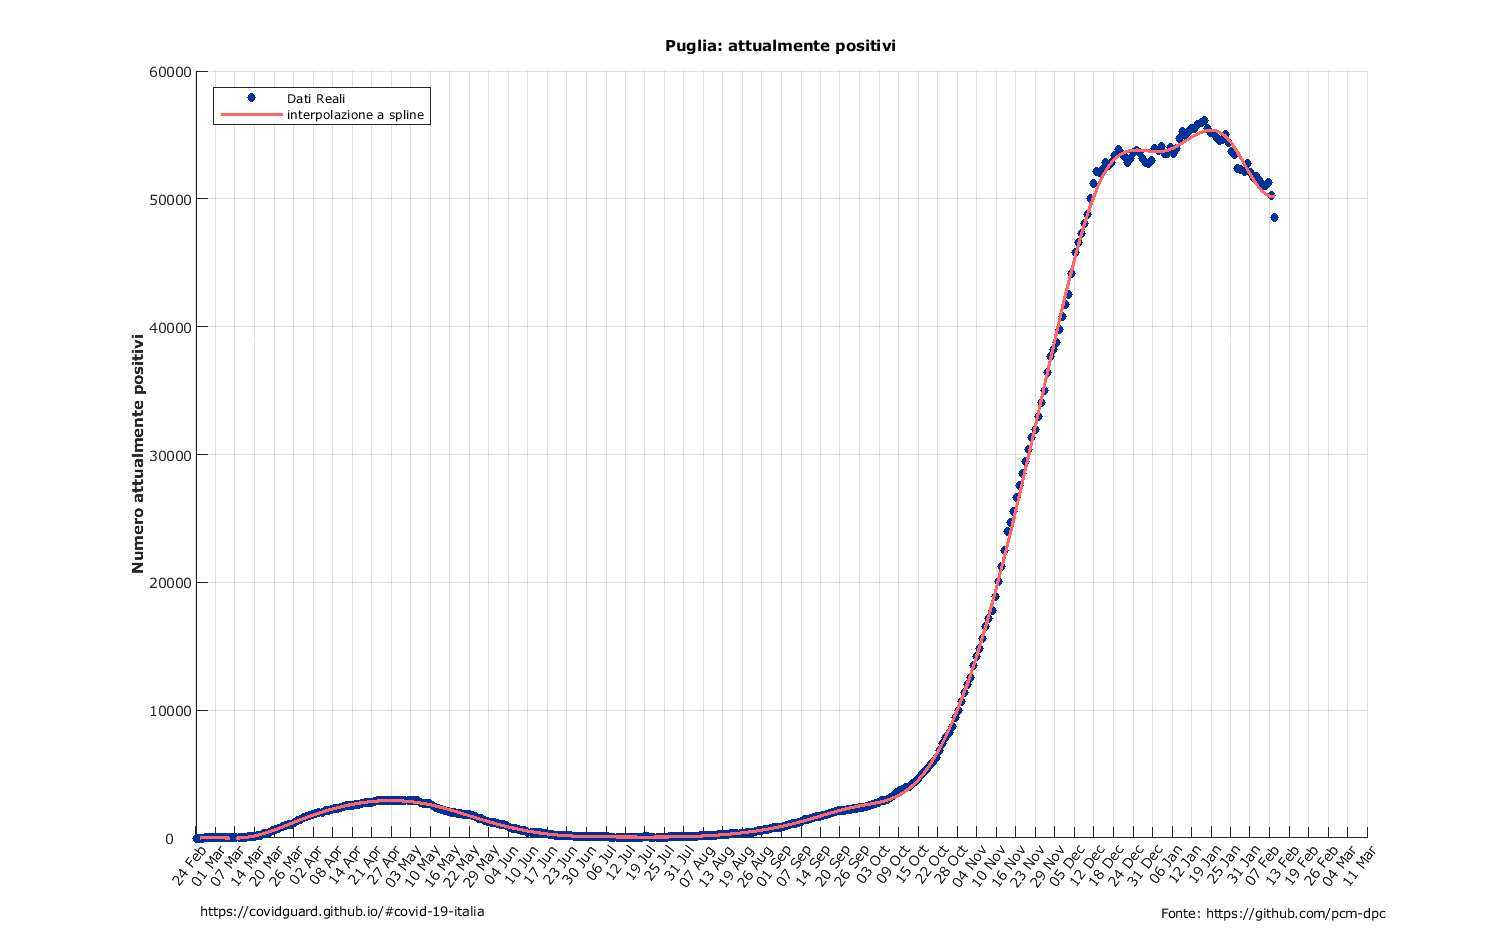 Puglia: attualmente positivi
Dati Reali
interpolazione a spline
Numero attualmente positivi
60000
50000
40000
30000
20000
10000
0
24 Feb
01 Mar
07 Mar
14 Mar
20 Mar
26 Mar
02 Apr
08 Apr
14 Apr
21 Apr
27 Apr
03 May
10 May
16 May
22 May
29 May
04 Jun
10 Jun
17 Jun
23 Jun
30 Jun
06 Jul
12 Jul
19 Jul
25 Jul
31 Jul
07 Aug
13 Aug
19 Aug
26 Aug
01 Sep
07 Sep
14 Sep
20 Sep
26 Sep
03 Oct
09 Oct
15 Oct
22 Oct
28 Oct
04 Nov
10 Nov
16 Nov
23 Nov
29 Nov
05 Dec
12 Dec
18 Dec
24 Dec
31 Dec
06 Jan
12 Jan
19 Jan
25 Jan
31 Jan
07 Feb
13 Feb
19 Feb
26 Feb
04 Mar
11 Mar
https://covidguard.github.io/#covid-19-italia
Fonte: https://github.com/pcm-dpc